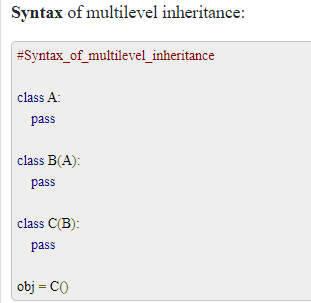 Syntax of multilevel inheritance:
#Syntax_of_multilevel_inheritance
class A:
    pass
class B(A):
    pass
class C(B):
    pass
obj = C()